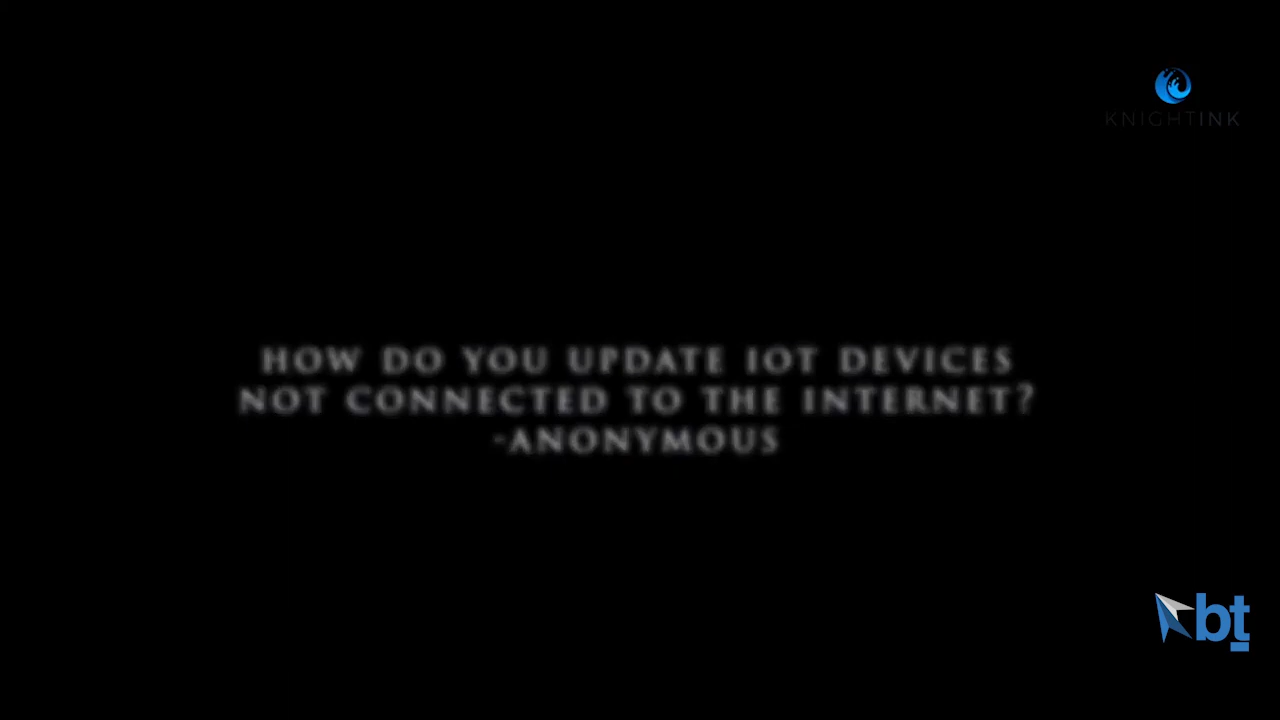 KNIGHTINK
HOW DO YOU UPDATE IOT DEVICES
NOT CONNECTED TO THE INTERNET?
-ANONYMOUS
bt